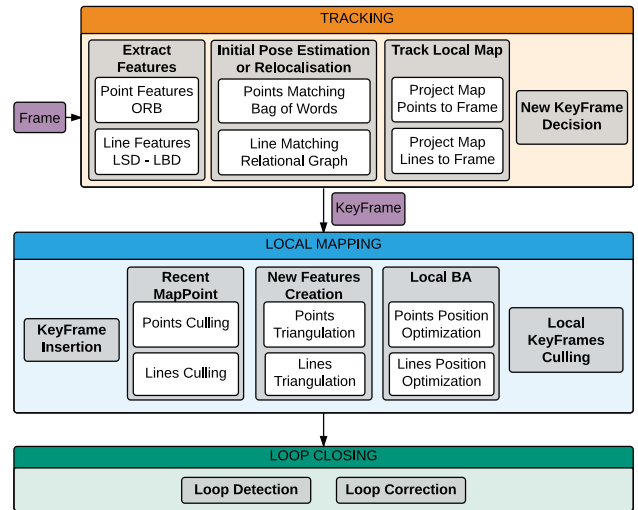 TRACKING
Frame
Extract
Features
Point Features
ORB
Line Features
LSD - LBD
Initial Pose Estimation
or Relocalisation
Points Matching
Bag of Words
Line Matching
Relational Graph
Track Local Map
Project Map
Points to Frame
Project Map
Lines to Frame
New KeyFrame
Decision
KeyFrame
LOCAL MAPPING
KeyFrame
Insertion
Recent
MapPoint
Points Culling
Lines Culling
New Features
Creation
Points
Triangulation
Lines
Triangulation
Local BA
Points Position
Optimization
Lines Position
Optimization
Local
KeyFrames
Culling
LOOP CLOSING
Loop Detection
Loop Correction